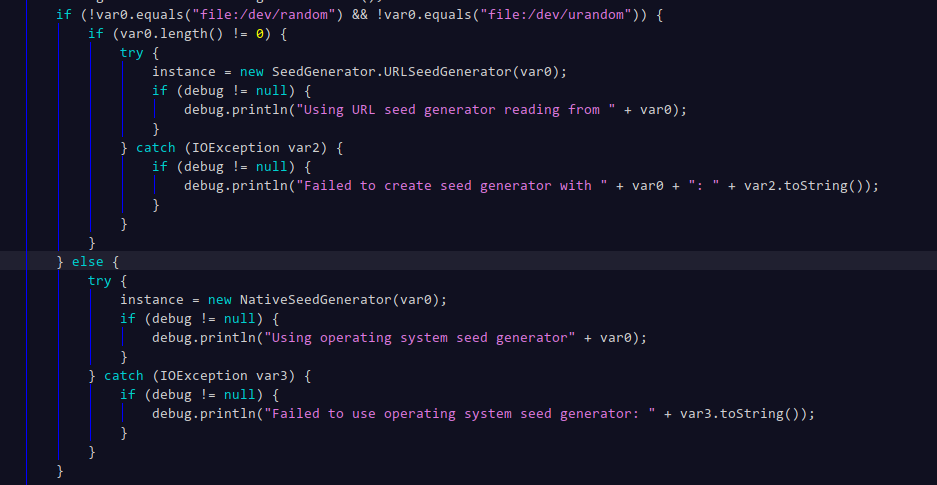 if (!var0.equals("file:/dev/random") && !var0.equals("file:/dev/urandom")) {
if (var0.length() != 0) {
try {
instance = new SeedGenerator.URLSeedGenerator(var0);
if (debug != null) {
debug.println("Using URL seed generator reading from " + var0);
}
} catch (IOException var2) {
if (debug != null) {
debug.println("Failed to create seed generator with " + var0 + ": " + var2.toString());
}
}
}
} else {
try {
instance = new NativeSeedGenerator(var0);
if (debug != null) {
debug.println("Using operating system seed generator" + var0);
}
} catch (IOException var3) {
if (debug != null) {
debug.println("Failed to use operating system seed generator: " + var3.toString());
}
}
}